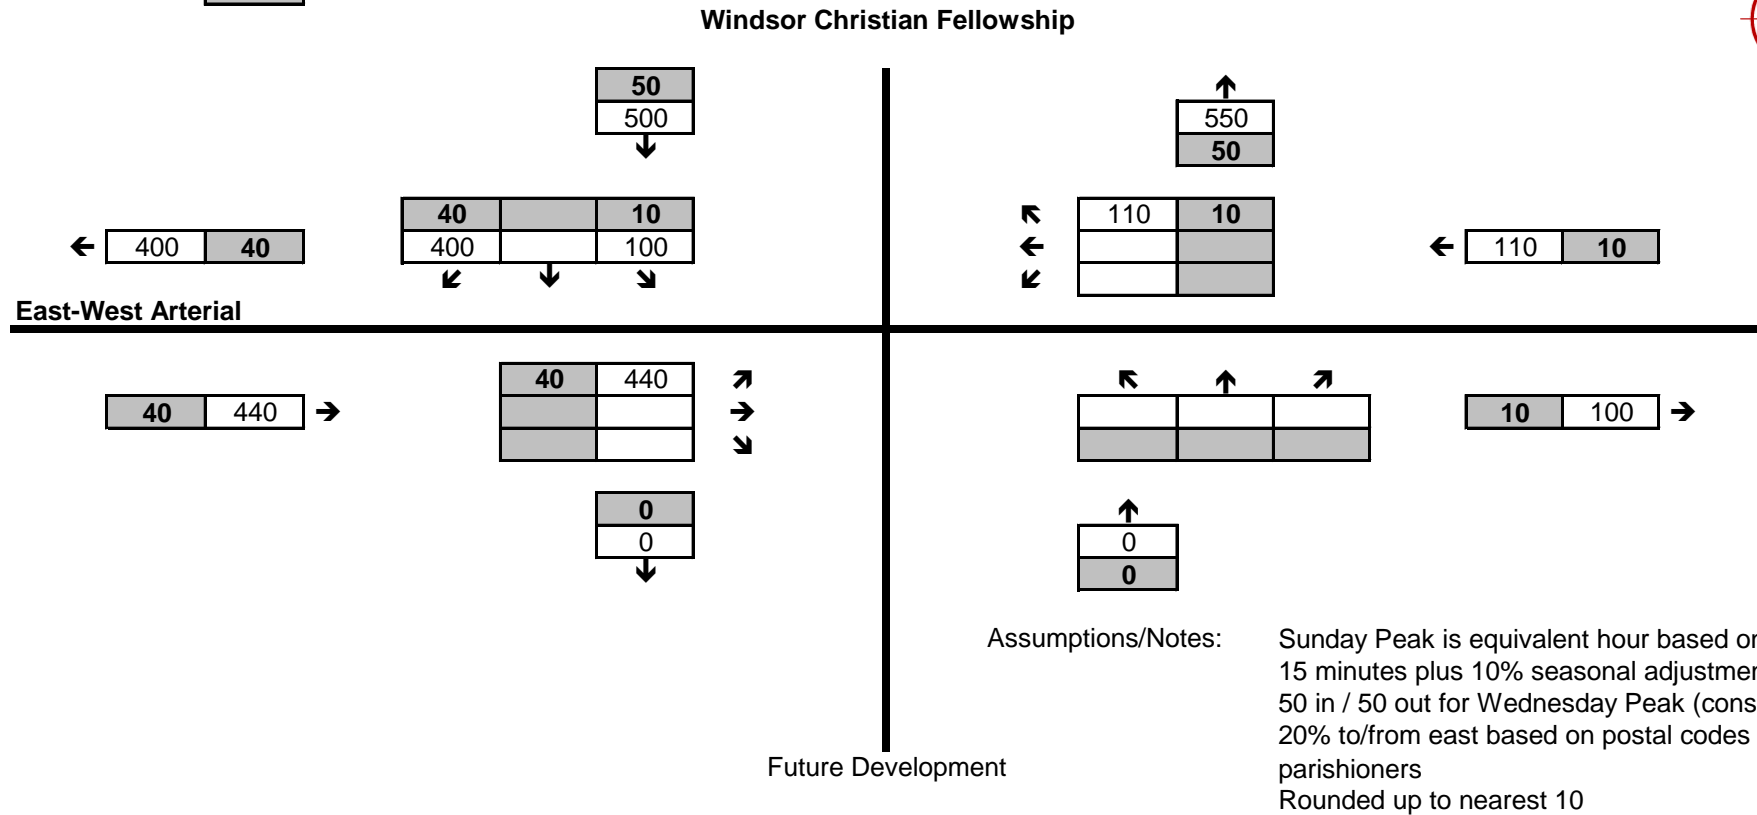 Windsor Christian Fellowship
50
500
550
50
40 10
400 100
400 40
110 10
110 10
East-West Arterial
40 440
40 440
10 100
0
0
0
0
Assumptions/Notes:
Sunday Peak is equivalent hour based
15 minutes plus 10% seasonal
50 in / 50 out for Wednesday Peak
20% to/from east based on postal codes
parishioners
Rounded up to nearest 10
Future Development